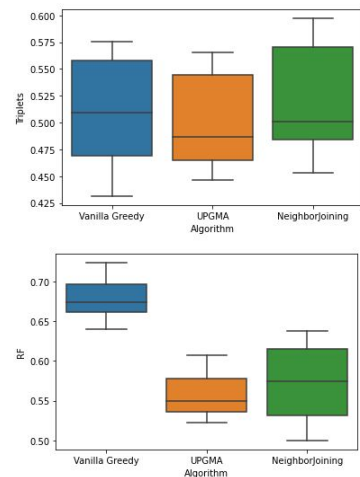 0.600
0.575
0.550
0.525
0.500
0.475
0.450
0.425
Triplets
Vanilla Greedy UPGMA NeighborJoining
Algorithm
0.70
0.65
0.60
0.55
0.50
RF
Vanilla Greedy UPGMA NeighborJoining
Algorithm